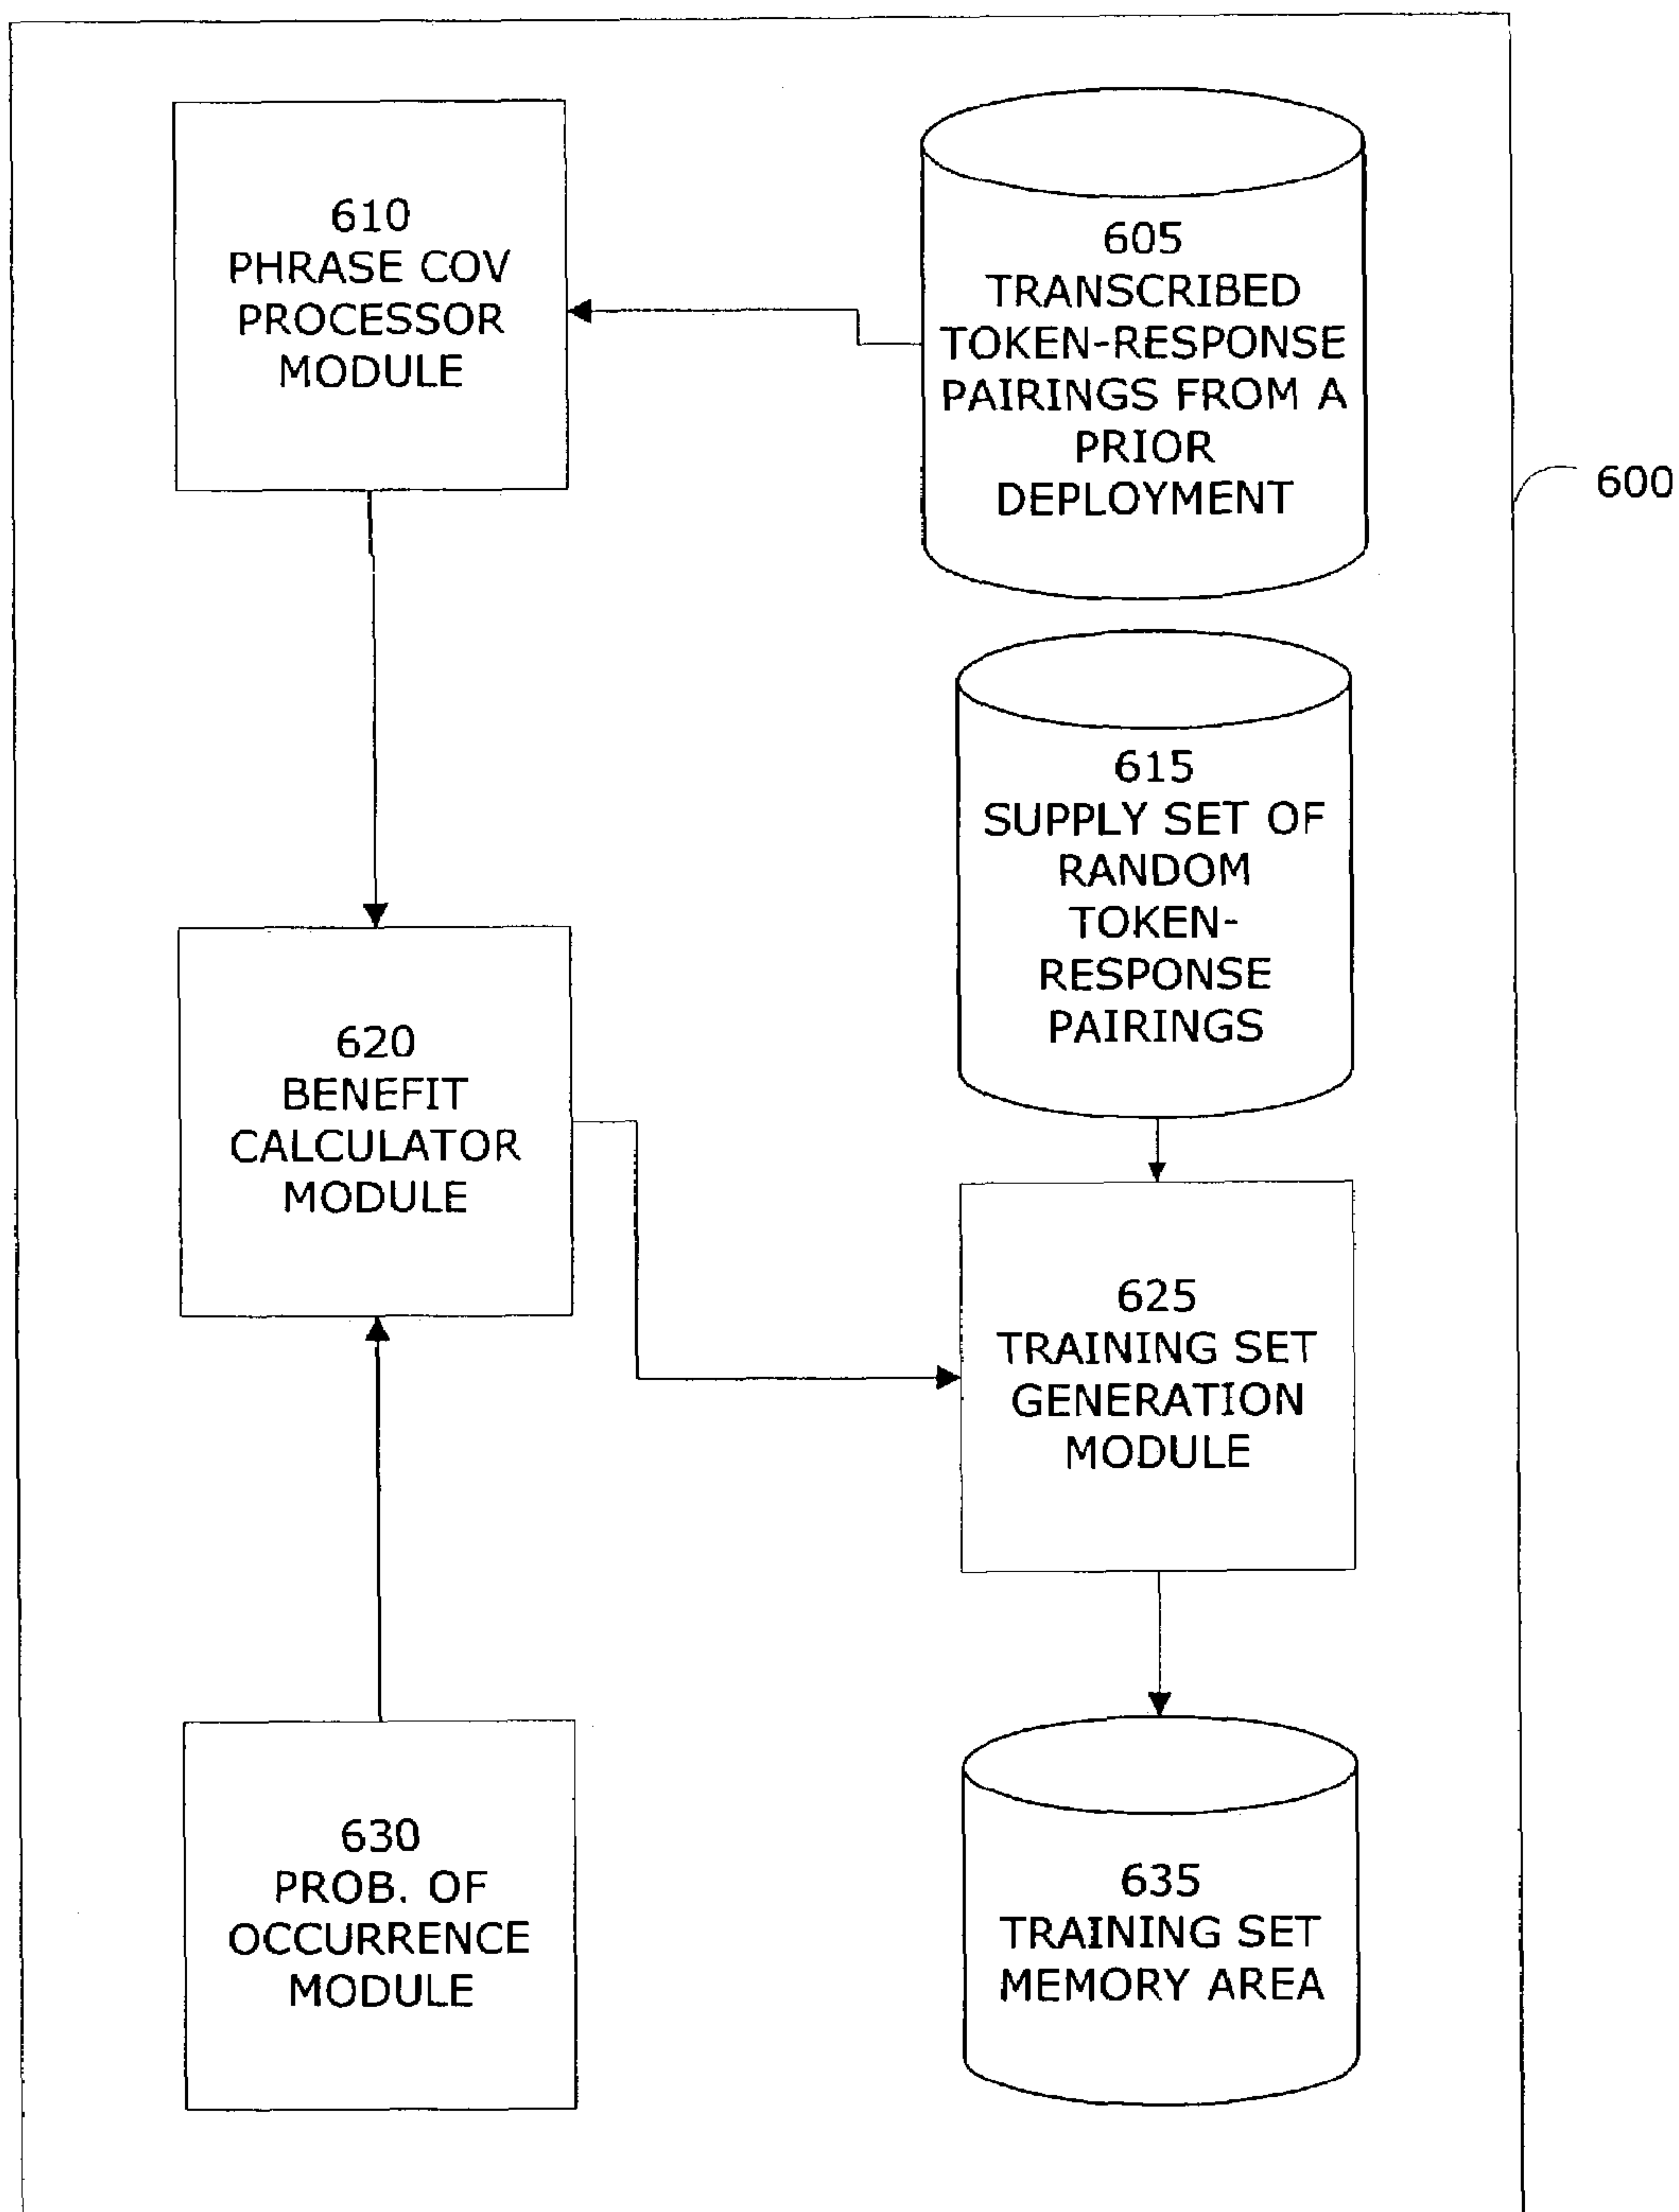 610
PHRASE COV
PROCESSOR
MODULE
605
TRANSCRIBED
TOKEN-RESPONSE
PAIRINGS FROM A
PRIOR
DEPLOYMENT
600
615
SUPPLY SET OF
RANDOM
TOKEN-
RESPONSE
PAIRINGS
620
BENEFIT
CALCULATOR
MODULE
625
TRAINING SET
GENERATION
MODULE
630
PROB. OF
OCCURRENCE
MODULE
635
TRAINING SET
MEMORY AREA